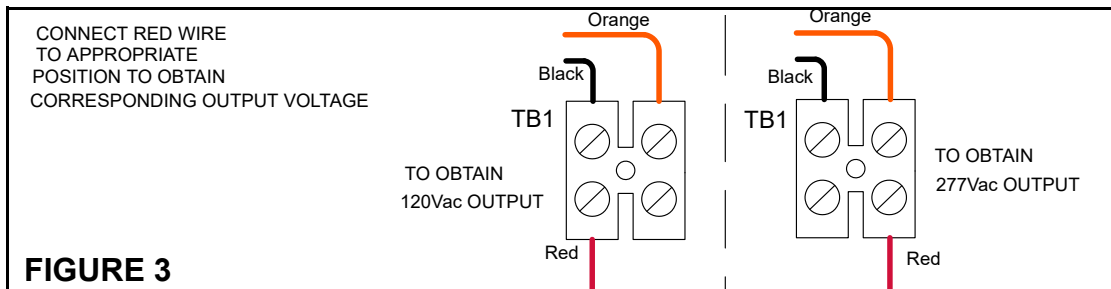 CONNECT RED WIRE
TO APPROPRIATE
POSITION TO OBTAIN
CORRESPONDING OUTPUT VOLTAGE
Orange
Black
TB1
TO OBTAIN
120Vac OUTPUT
Red
Orange
Black
TB1
TO OBTAIN
277Vac OUTPUT
Red
FIGURE 3